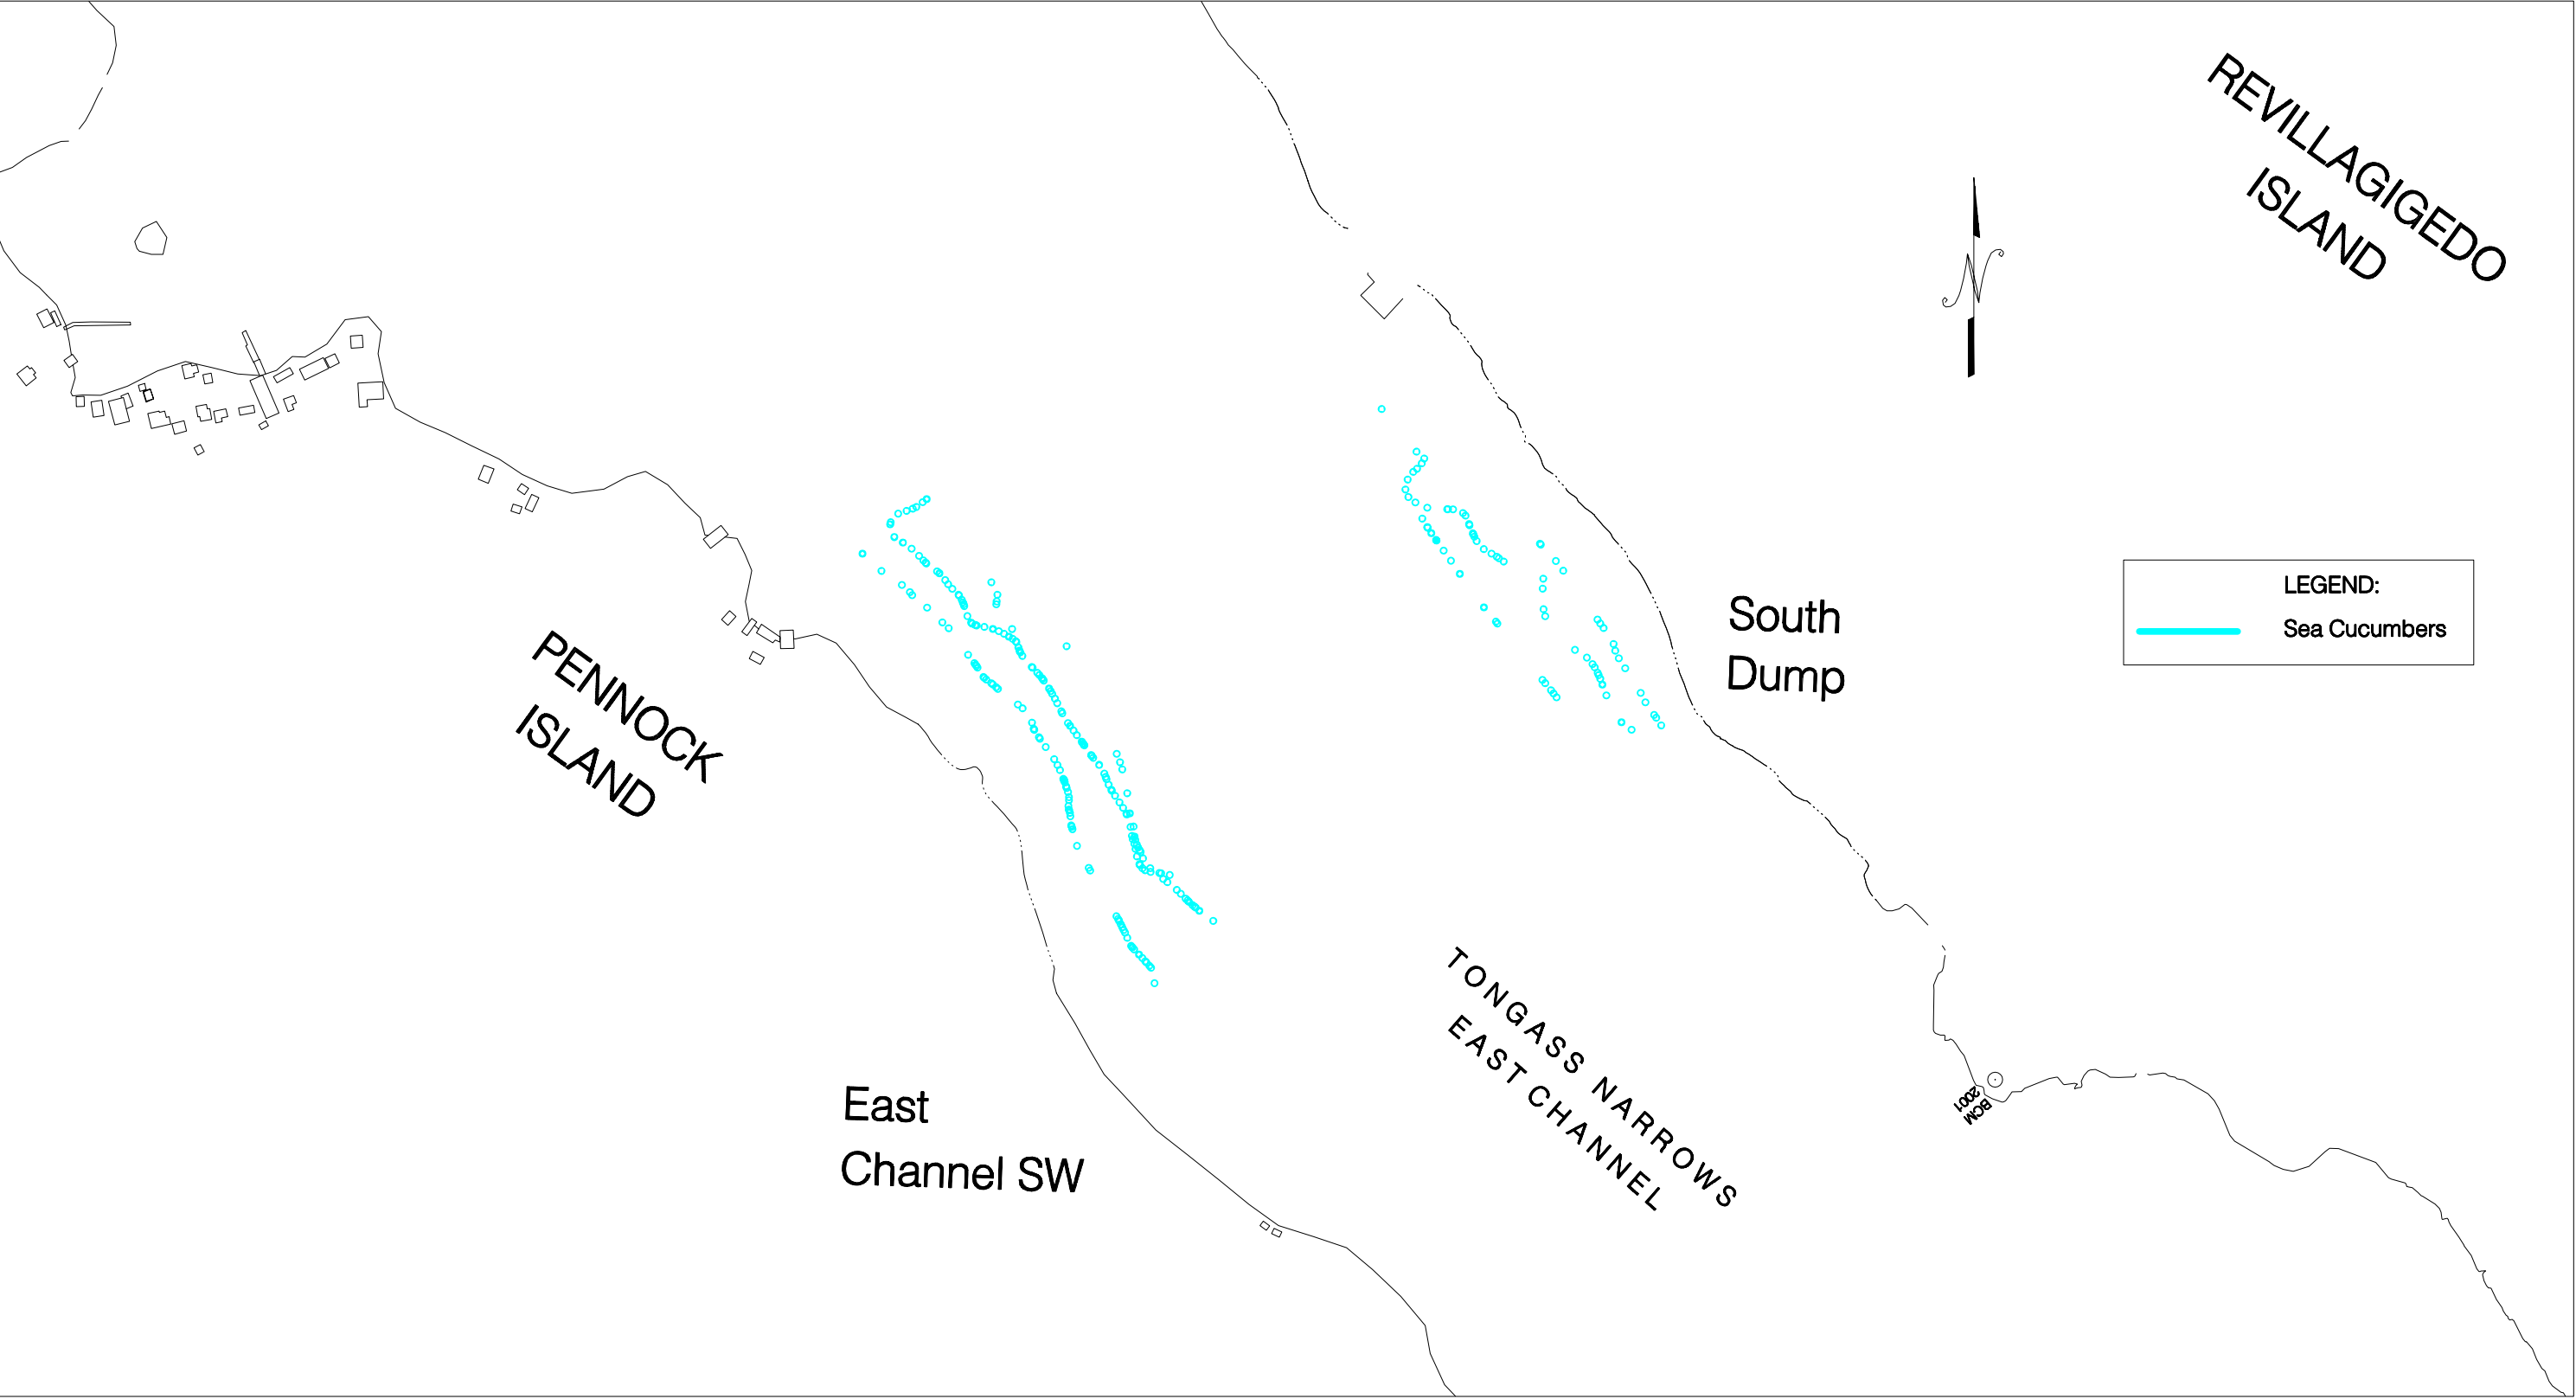 REVILLAGIGEDO
ISLAND
N
LEGEND:
Sea Cucumbers
South
Dump
PENNOCK
ISLAND
TONGASS NARROWS
EAST CHANNEL
East
Channel SW
BCM
2001